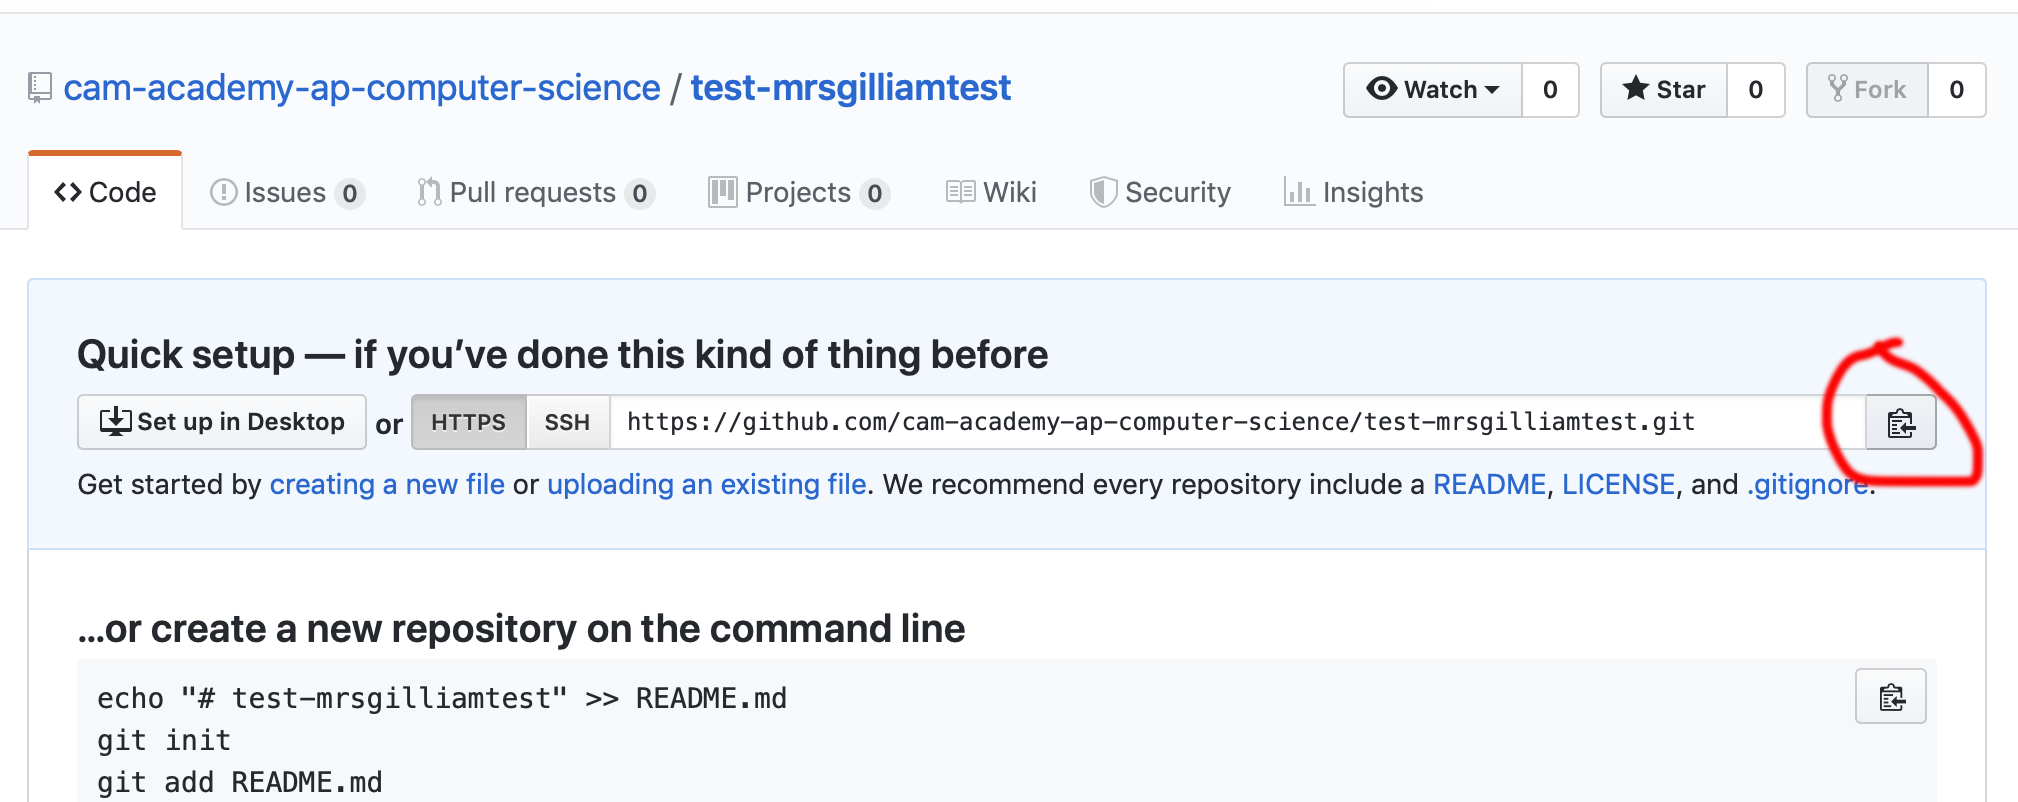 cam-academy-ap-computer-science / test-mrsgilliamtest
Watch 0 Star 0 Fork 0
Code Issues 0 Pull requests 0 Projects 0 Wiki Security Insights
Quick setup — if you’ve done this kind of thing before
Set up in Desktop or HTTPS SSH https://github.com/cam-academy-ap-computer-science/test-mrsgilliamtest.git
Get started by creating a new file or uploading an existing file. We recommend every repository include a README, LICENSE, and .gitignore.
…or create a new repository on the command line
echo "# test-mrsgilliamtest" >> README.md
git init
git add README.md